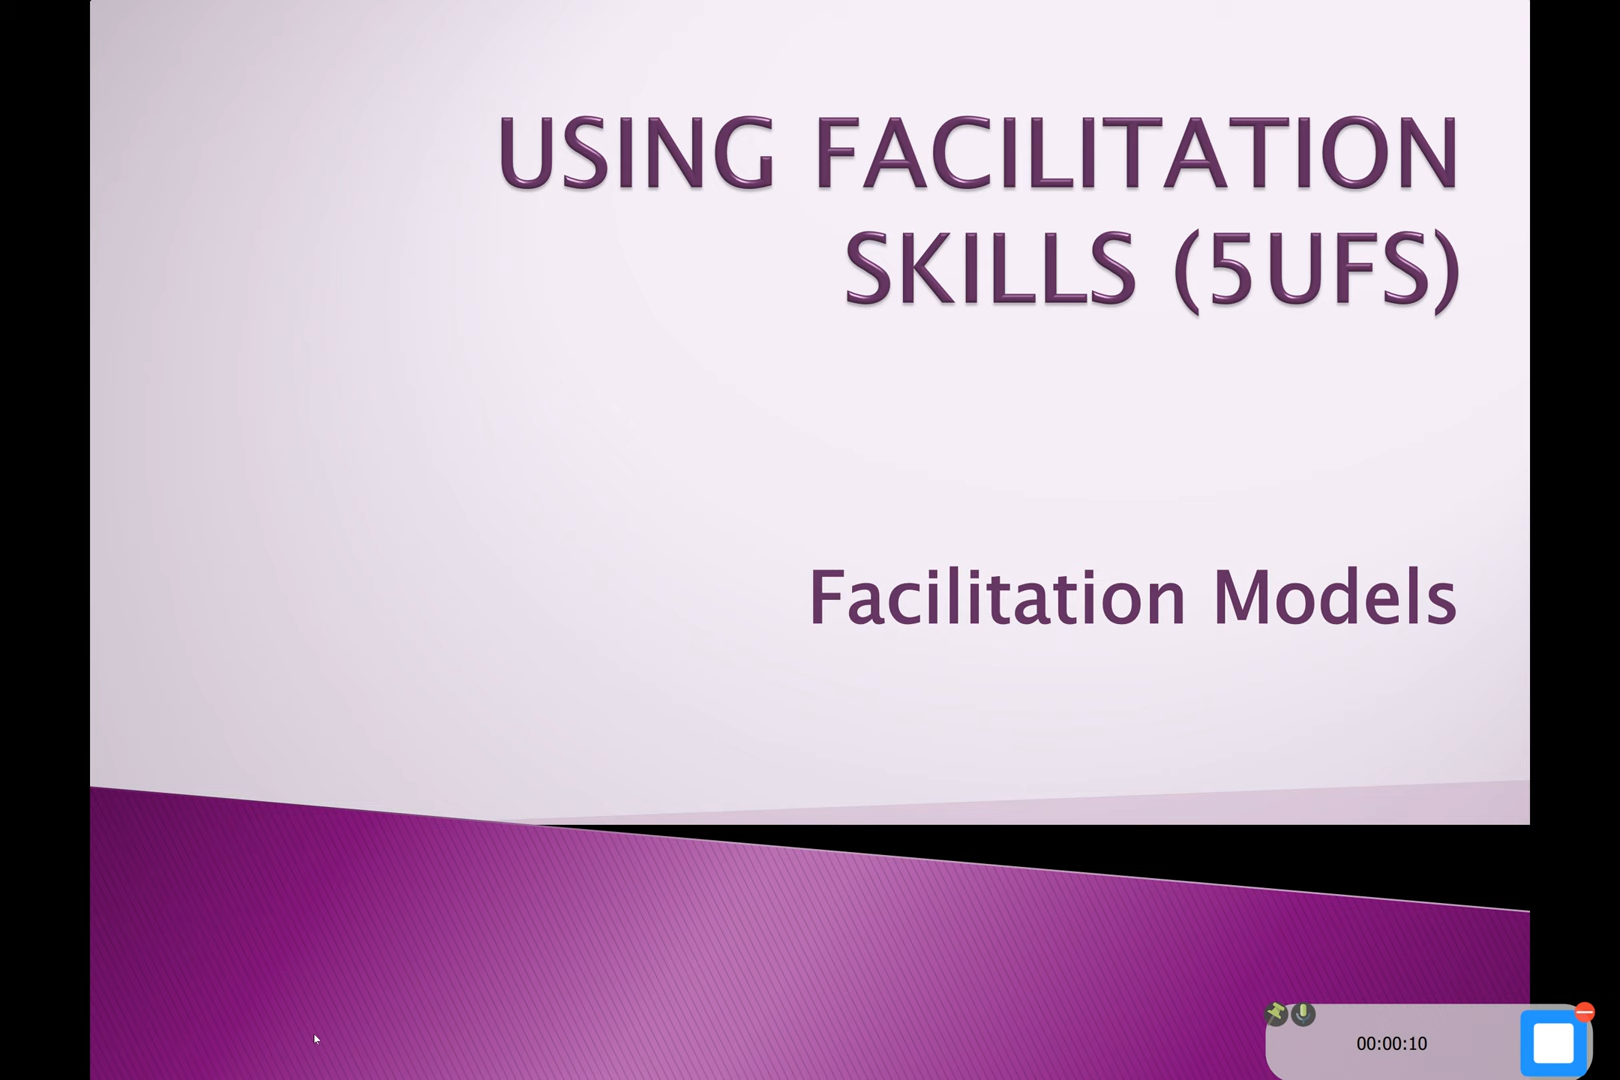 USING FACILITATION
SKILLS (5UFS)
Facilitation Models
00:00:10